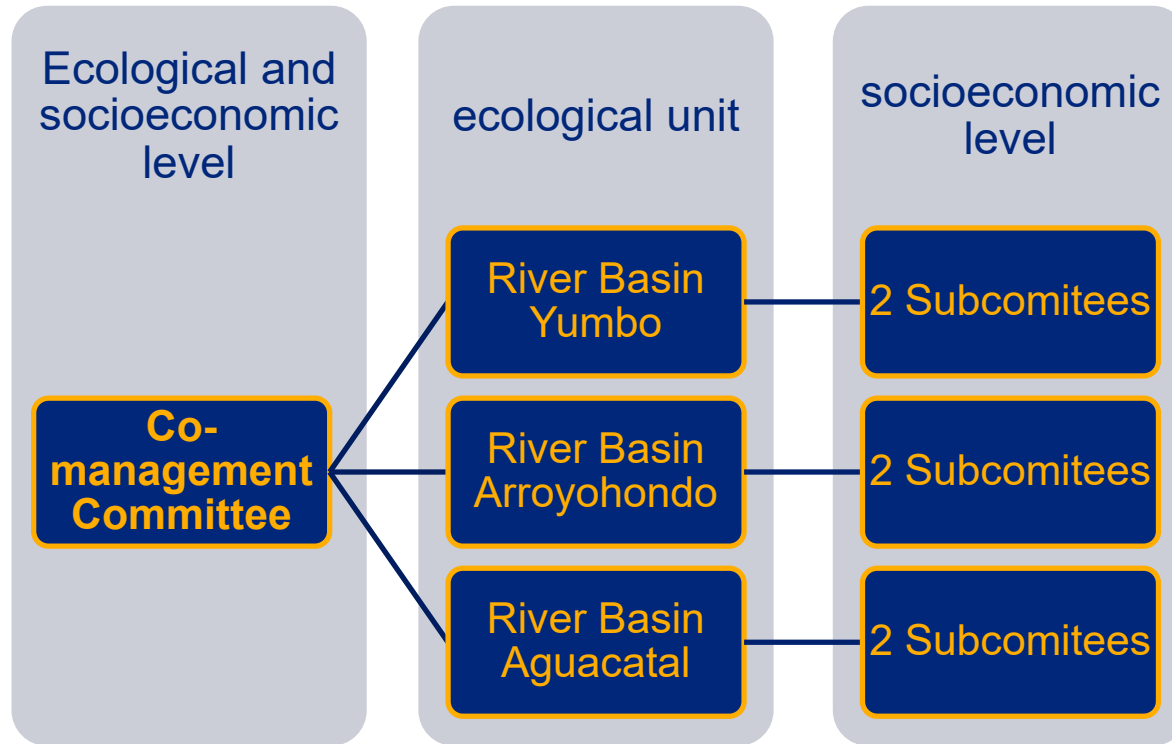 Ecological and
socioeconomic
level
ecological unit
socioeconomic
level
Co-
management
Committee
River Basin
Yumbo
2 Subcomitees
River Basin
Arroyohondo
2 Subcomitees
River Basin
Aguacatal
2 Subcomitees